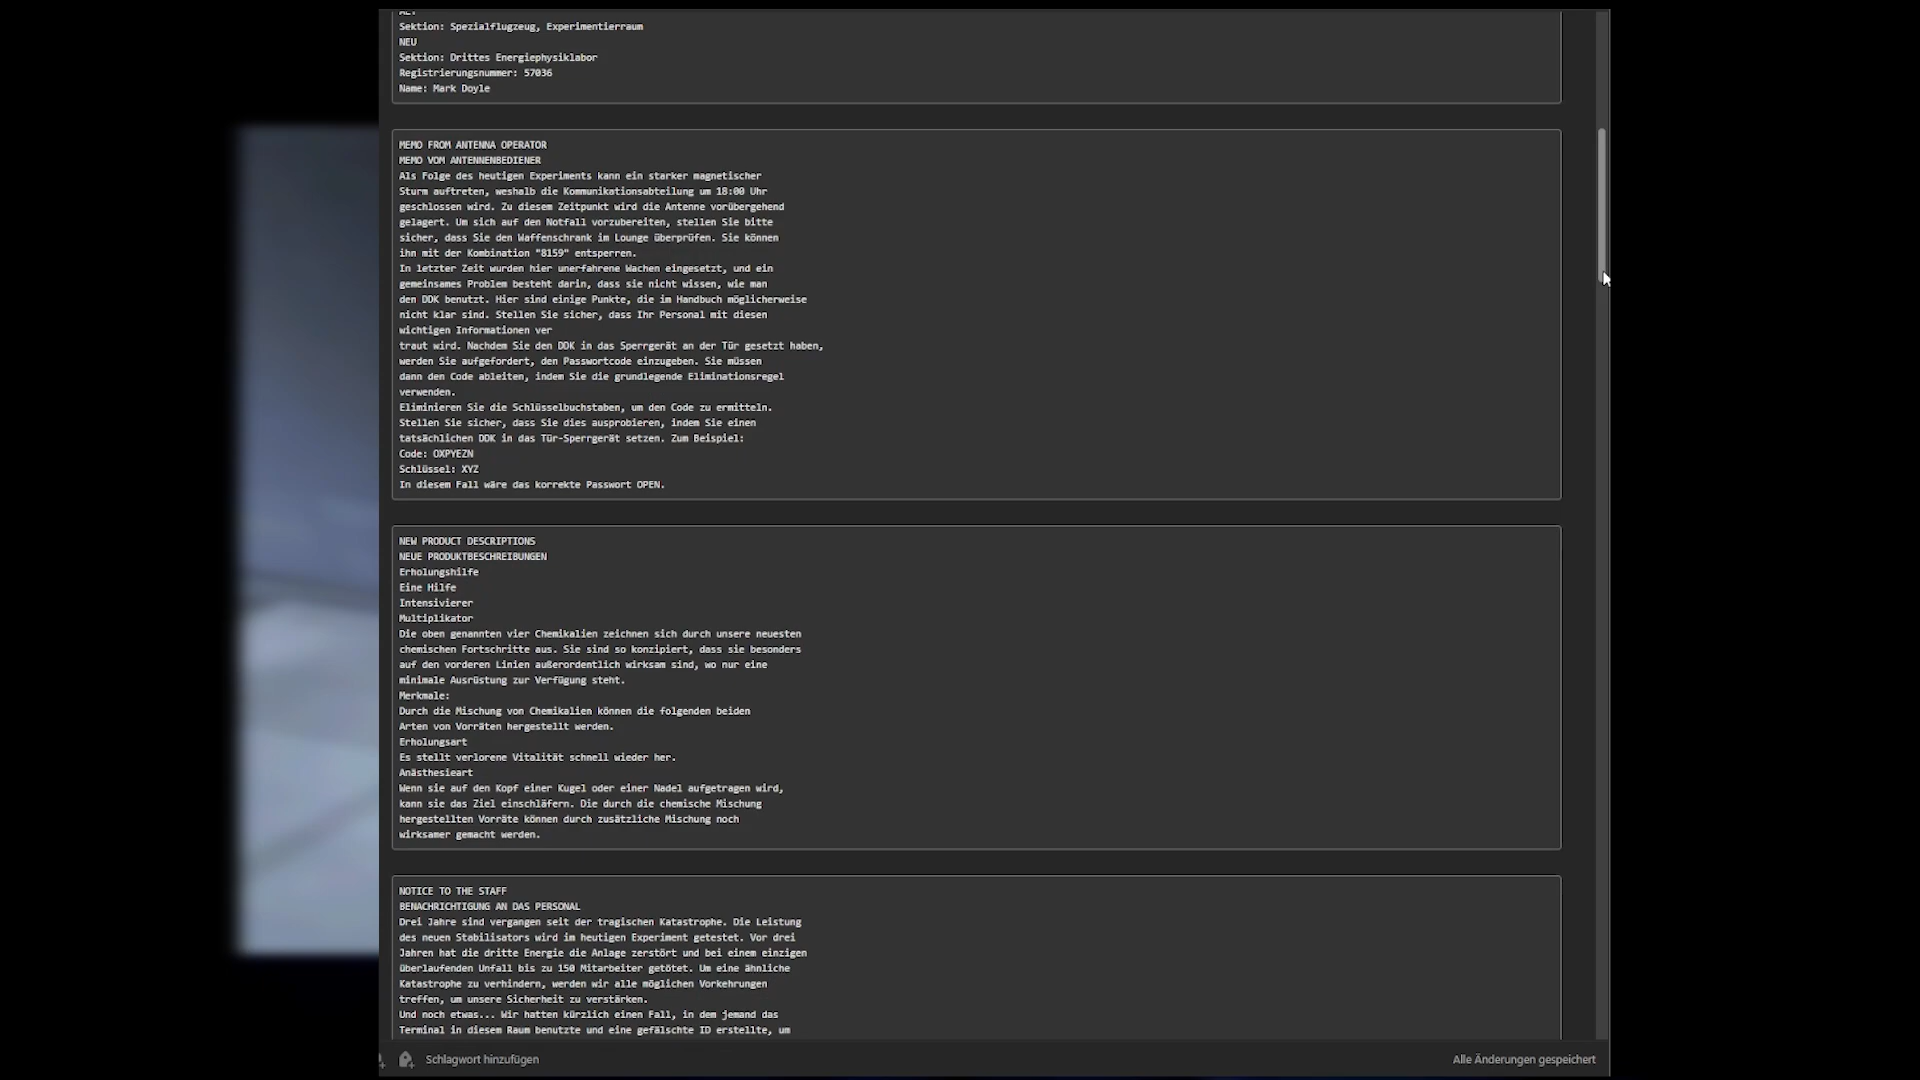 Sektion: Spezialflugzeug, Experimentierraum
NEU
Sektion: Drittes Energiephysiklabor
Registrierungsnummer: 57036
Name: Mark Doyle
MEMO FROM ANTENNA OPERATOR
MEMO VOM ANTENNENBEDIENER
Als Folge des heutigen Experiments kann ein starker magnetischer
Sturm auftreten, weshalb die Kommunikationsabteilung um 18:00 Uhr
geschlossen wird. Zu diesem Zeitpunkt wird die Antenne vorübergehend
gelagert. Um sich auf den Notfall vorzubereiten, stellen Sie bitte
sicher, dass Sie den Waffenschrank im Lounge überprüfen. Sie können
ihn mit der Kombination "8159" entsperren.
In letzter Zeit wurden hier unerfahrene Wachen eingesetzt, und ein
gemeinsames Problem besteht darin, dass sie nicht wissen, wie man
den DDK benutzt. Hier sind einige Punkte, die im Handbuch möglicherweise
nicht klar sind. Stellen Sie sicher, dass Ihr Personal mit diesen
wichtigen Informationen ver
traut wird. Nachdem Sie den DDK in das Sperrgerät an der Tür gesetzt haben,
werden Sie aufgefordert, den Passwortcode einzugeben. Sie müssen
dann den Code ableiten, indem Sie die grundlegende Eliminationsregel
verwenden.
Eliminieren Sie die Schlüsselbuchstaben, um den Code zu ermitteln.
Stellen Sie sicher, dass Sie dies ausprobieren, indem Sie einen
tatsächlichen DDK in das Tür-Sperrgerät setzen. Zum Beispiel:
Code: OXPYEZN
Schlüssel: XYZ
In diesem Fall wäre das korrekte Passwort OPEN.
NEW PRODUCT DESCRIPTIONS
NEUE PRODUKTBESCHREIBUNGEN
Erholungshilfe
Eine Hilfe
Intensivierer
Multiplikator
Die oben genannten vier Chemikalien zeichnen sich durch unsere neuesten
chemischen Fortschritte aus. Sie sind so konzipiert, dass sie besonders
auf den vorderen Linien außerordentlich wirksam sind, wo nur eine
minimale Ausrüstung zur Verfügung steht.
Merkmale:
Durch die Mischung von Chemikalien können die folgenden beiden
Arten von Vorräten hergestellt werden.
Erholungsart
Es stellt verlorene Vitalität schnell wieder her.
Anästhesieart
Wenn sie auf den Kopf einer Kugel oder einer Nadel aufgetragen wird,
kann sie das Ziel einschläfern. Die durch die chemische Mischung
hergestellten Vorräte können durch zusätzliche Mischung noch
wirksamer gemacht werden.
NOTICE TO THE STAFF
BENACHRICHTIGUNG AN DAS PERSONAL
Drei Jahre sind vergangen seit der tragischen Katastrophe. Die Leistung
des neuen Stabilisators wird im heutigen Experiment getestet. Vor drei
Jahren hat die dritte Energie die Anlage zerstört und bei einem einzigen
überlaufenden Unfall bis zu 150 Mitarbeiter getötet. Um eine ähnliche
Katastrophe zu verhindern, werden wir alle möglichen Vorkehrungen
treffen, um unsere Sicherheit zu verstärken.
Und noch etwas... Wir hatten kürzlich einen Fall, in dem jemand das
Terminal in diesem Raum benutzte und eine gefälschte ID erstellte, um
Schlagwort hinzufügen
Alle Änderungen gespeichert